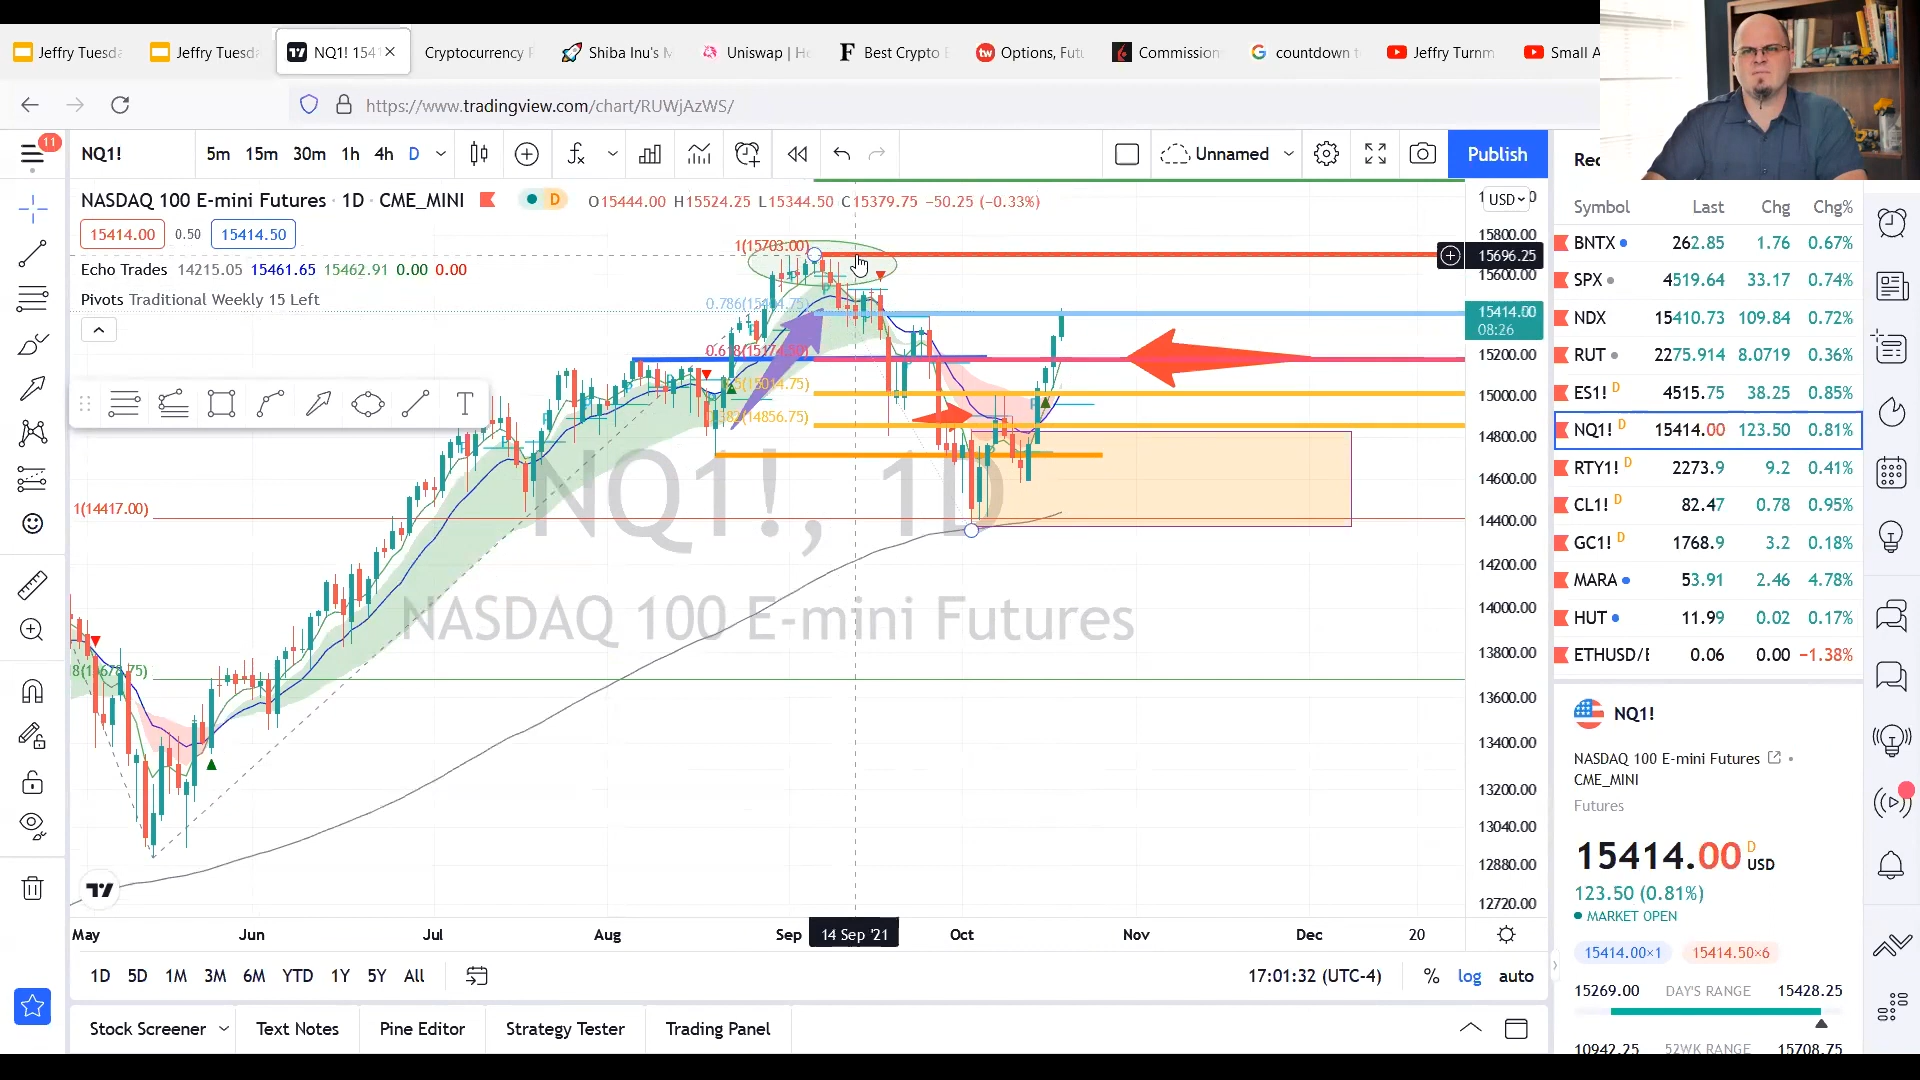 Jeffry Tuesda
Jeffry Tuesda
NQ1! 1541
Cryptocurrency P
Shiba Inu's M
Uniswap | Ho
Best Crypto
Options, Futu
Commission
countdown t
Jeffry Turnm
Small A
https://www.tradingview.com/chart/RUWjAzWS/
11
NQ1!
5m 15m 30m 1h 4h D
Unnamed
Publish
NASDAQ 100 E-mini Futures · 1D · CME_MINI
D
O15444.00 H15524.25 L15344.50 C15379.75 −50.25 (−0.33%)
15414.00 0.50 15414.50
Echo Trades 14215.05 15461.65 15462.91 0.00 0.00
Pivots Traditional Weekly 15 Left
1(15703.00)
0.618(15174.50)
1(14417.00)
NQ1!, 1D
NASDAQ 100 E-mini Futures
USD
15800.00
15696.25
15600.00
15414.00
08:26
15200.00
15000.00
14800.00
14600.00
14400.00
14200.00
14000.00
13800.00
13600.00
13400.00
13200.00
13040.00
12880.00
12720.00
May Jun Jul Aug Sep 14 Sep '21 Oct Nov Dec 20
1D 5D 1M 3M 6M YTD 1Y 5Y All
17:01:32 (UTC-4) % log auto
Stock Screener Text Notes Pine Editor Strategy Tester Trading Panel
Symbol Last Chg Chg%
BNTX 262.85 1.76 0.67%
SPX 4519.64 33.17 0.74%
NDX 15410.73 109.84 0.72%
RUT 2275.914 8.0719 0.36%
ES1! D 4515.75 38.25 0.85%
NQ1! D 15414.00 123.50 0.81%
RTY1! D 2273.9 9.2 0.41%
CL1! D 82.47 0.78 0.95%
GC1! D 1768.9 3.2 0.18%
MARA 53.91 2.46 4.78%
HUT 11.99 0.02 0.17%
ETHUSD/E 0.06 0.00 −1.38%
NQ1!
NASDAQ 100 E-mini Futures
CME_MINI
Futures
15414.00 D USD
123.50 (0.81%)
MARKET OPEN
15414.00×1 15414.50×6
15269.00 DAY'S RANGE 15428.25
10942.25 52WK RANGE 15708.75